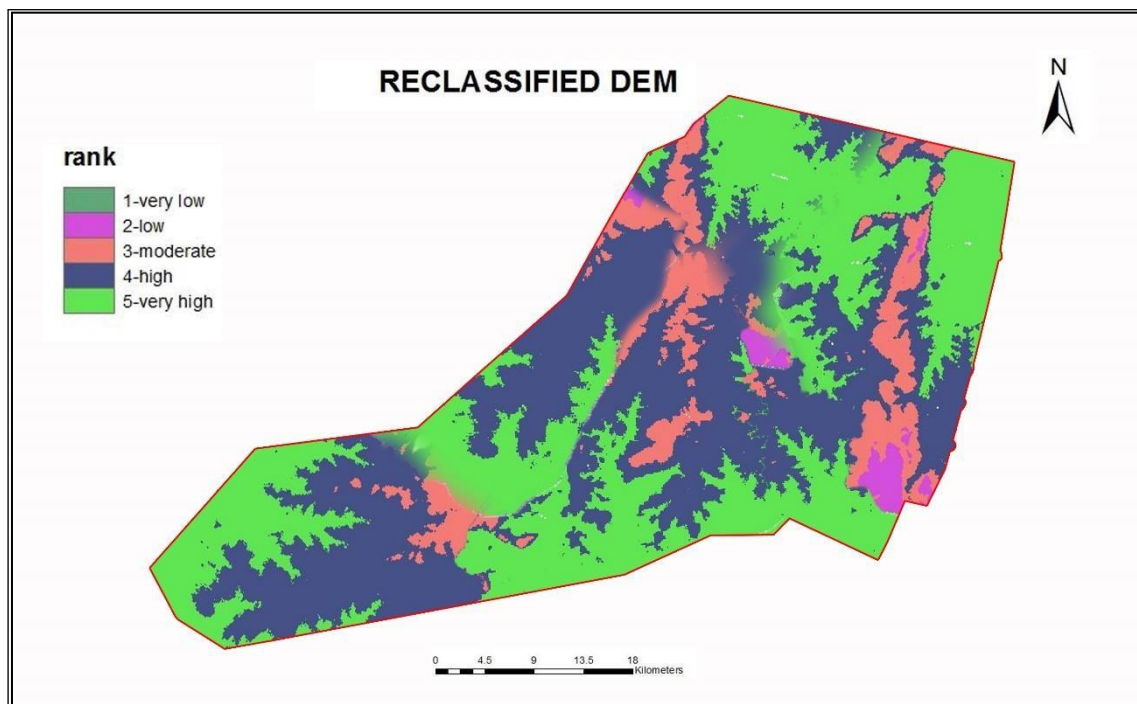 RECLASSIFIED DEM
N
rank
1-very low
2-low
3-moderate
4-high
5-very high
0 4.5 9 13.5 18
Kilometers